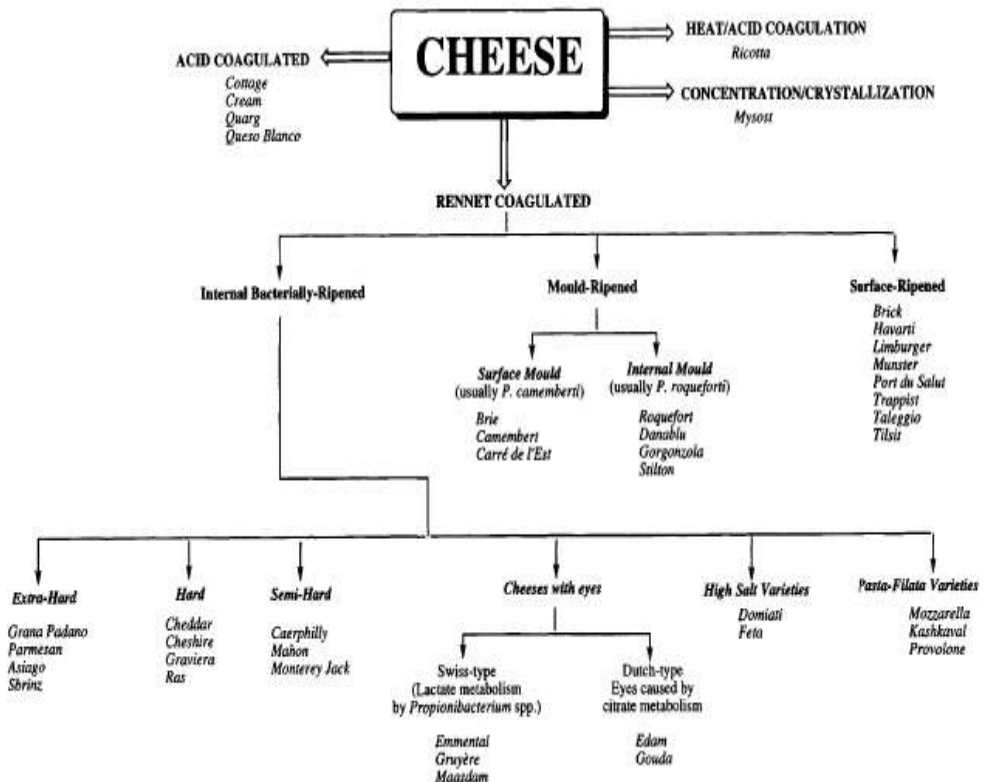 CHEESE
HEAT/ACID COAGULATION
Ricotta
ACID COAGULATED
Cottage
Cream
Quarg
Queso Blanco
CONCENTRATION/CRYSTALLIZATION
Mysost
RENNET COAGULATED
Internal Bacterially-Ripened
Mould-Ripened
Surface Mould
(usually P. camemberti)
Brie
Camembert
Carré de l'Est
Internal Mould
(usually P. roqueforti)
Roquefort
Danablu
Gorgonzola
Stilton
Surface-Ripened
Brick
Havarti
Limburger
Munster
Port du Salut
Trappist
Taleggio
Tilsit
Extra-Hard
Grana Padano
Parmesan
Asiago
Sbrinz
Hard
Cheddar
Cheshire
Graviera
Ras
Semi-Hard
Caerphilly
Mahon
Monterey Jack
Cheeses with eyes
Swiss-type
(Lactate metabolism
by Propionibacterium spp.)
Emmental
Gruyère
Maasdam
Dutch-type
Eyes caused by
citrate metabolism
Edam
Gouda
High Salt Varieties
Domiati
Feta
Pasta-Filata Varieties
Mozzarella
Kashkaval
Provolone